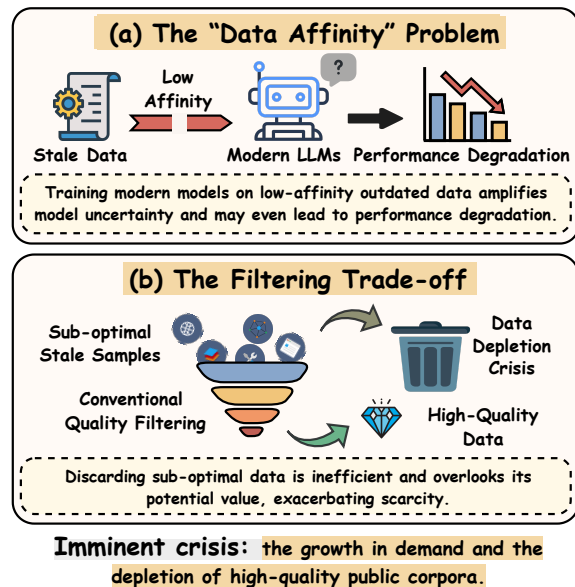 (a) The “Data Affinity” Problem
Low
Affinity
?
Stale Data
Modern LLMs
Performance Degradation
Training modern models on low-affinity outdated data amplifies
model uncertainty and may even lead to performance degradation.
(b) The Filtering Trade-off
Sub-optimal
Stale Samples
Data
Depletion
Crisis
Conventional
Quality Filtering
High-Quality
Data
Discarding sub-optimal data is inefficient and overlooks its
potential value, exacerbating scarcity.
Imminent crisis: the growth in demand and the
depletion of high-quality public corpora.